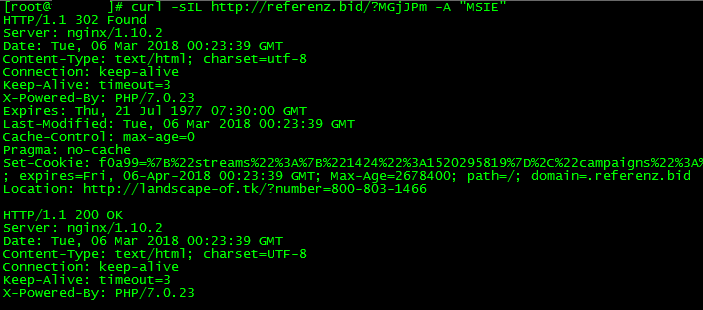 [root@ ]# curl -sIL http://referenz.bid/?MGjJPm -A "MSIE"
HTTP/1.1 302 Found
Server: nginx/1.10.2
Date: Tue, 06 Mar 2018 00:23:39 GMT
Content-Type: text/html; charset=utf-8
Connection: keep-alive
Keep-Alive: timeout=3
X-Powered-By: PHP/7.0.23
Expires: Thu, 21 Jul 1977 07:30:00 GMT
Last-Modified: Tue, 06 Mar 2018 00:23:39 GMT
Cache-Control: max-age=0
Pragma: no-cache
Set-Cookie: f0a99=%7B%22streams%22%3A%7B%221424%22%3A1520295819%7D%2C%22campaigns%22%3A%
; expires=Fri, 06-Apr-2018 00:23:39 GMT; Max-Age=2678400; path=/; domain=.referenz.bid
Location: http://landscape-of.tk/?number=800-803-1466
HTTP/1.1 200 OK
Server: nginx/1.10.2
Date: Tue, 06 Mar 2018 00:23:39 GMT
Content-Type: text/html; charset=UTF-8
Connection: keep-alive
Keep-Alive: timeout=3
X-Powered-By: PHP/7.0.23